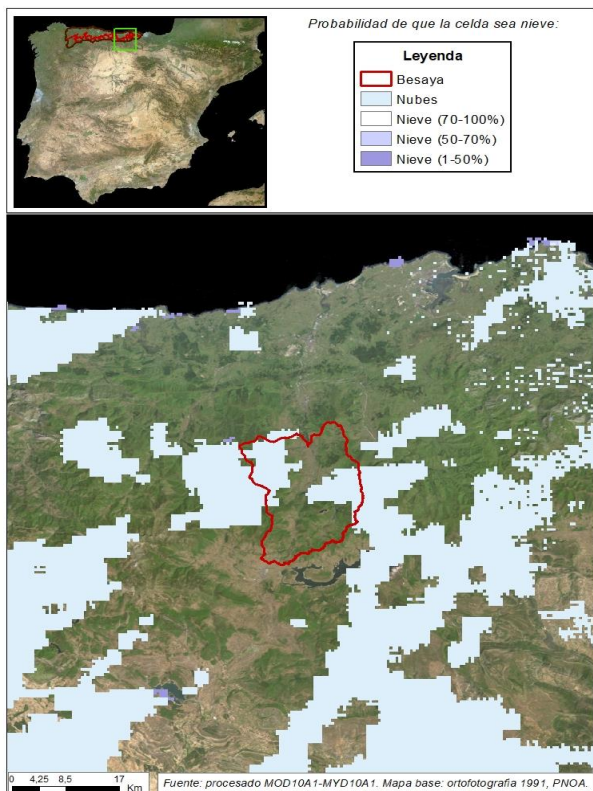 Probabilidad de que la celda sea nieve:
Leyenda
Besaya
Nubes
Nieve (70-100%)
Nieve (50-70%)
Nieve (1-50%)
0 4,25 8,5 17
Km
Fuente: procesado MOD10A1-MYD10A1. Mapa base: ortofotografia 1991, PNOA.